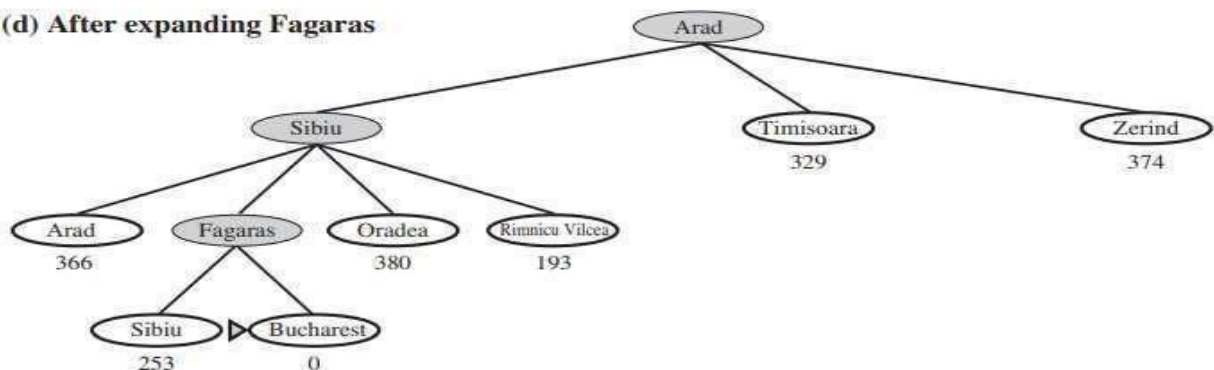 (d) After expanding Fagaras
Arad
Sibiu
Timisoara
Zerind
329
374
Arad
Fagaras
Oradea
Rimnicu Vilcea
366
380
193
Sibiu
Bucharest
253
0